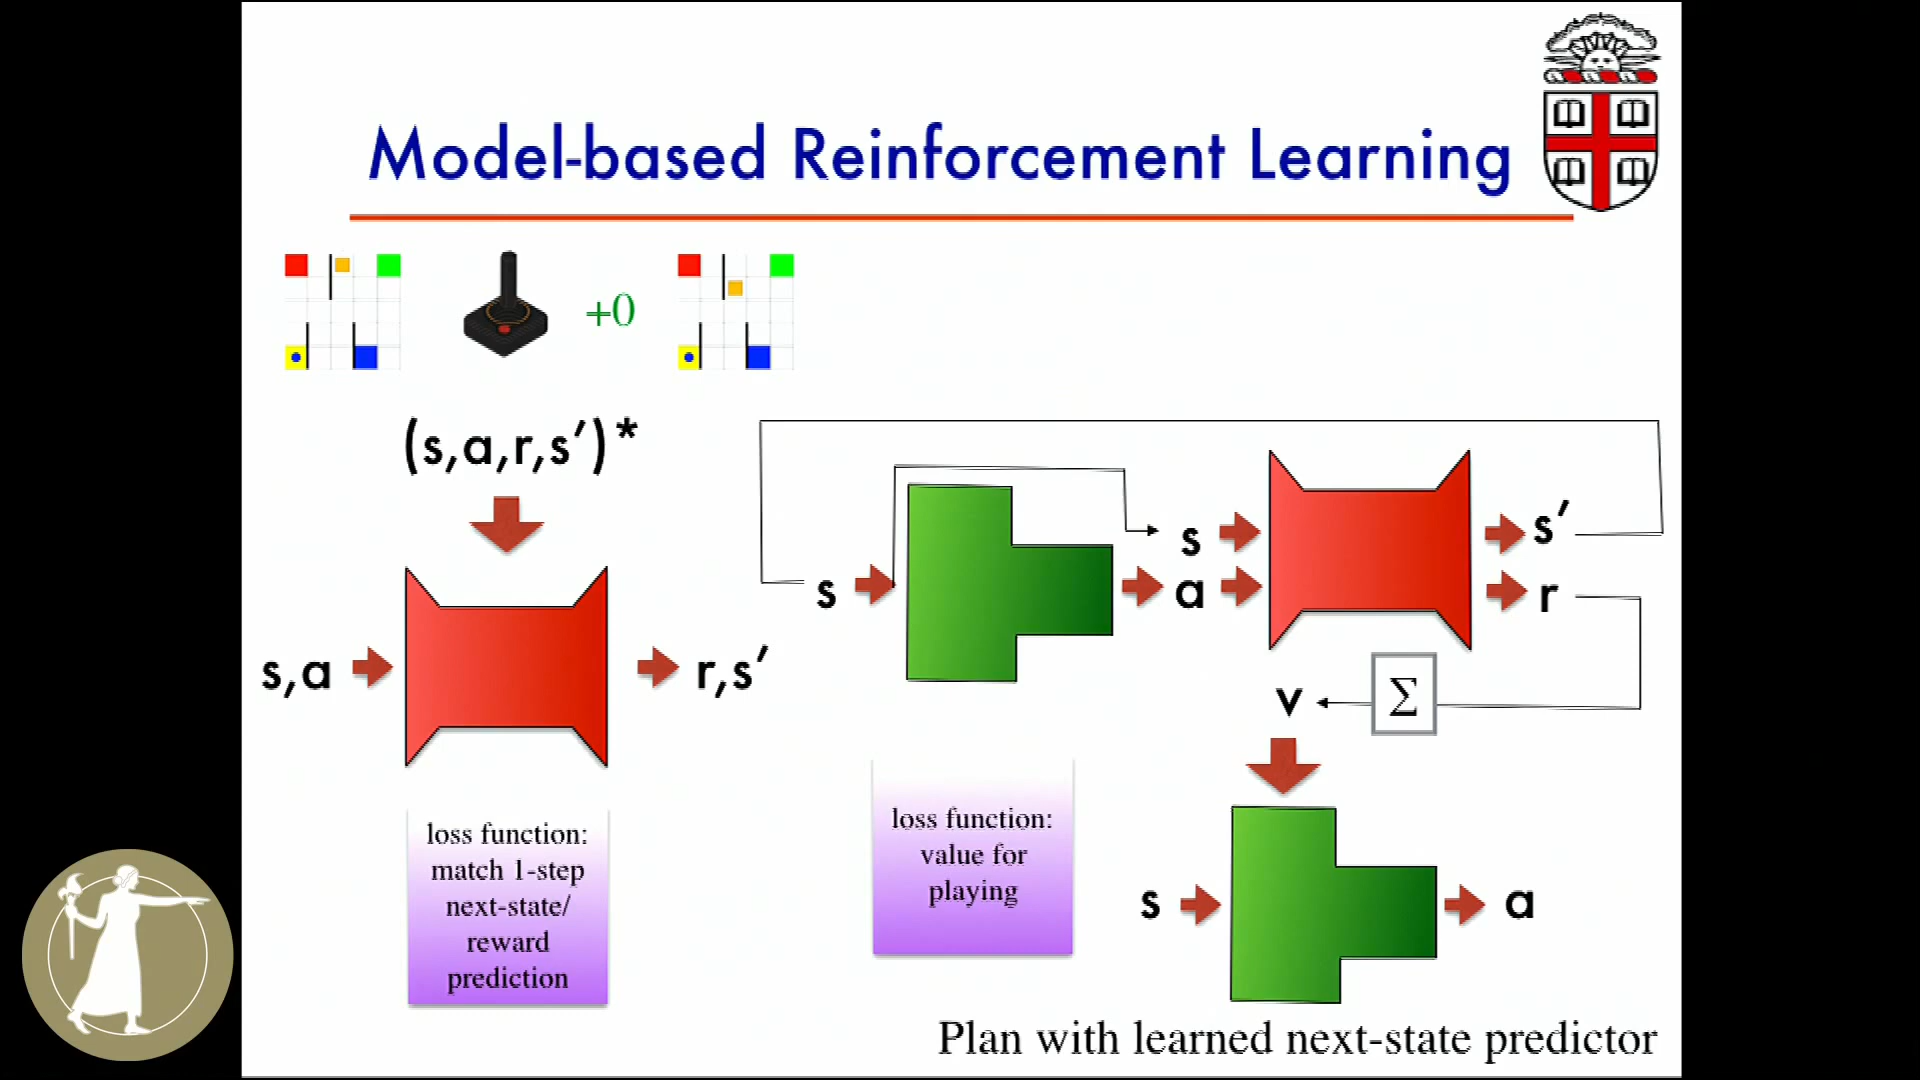 Model-based Reinforcement Learning
+0
(s,a,r,s′)*
s,a
r,s′
loss function:
match 1-step
next-state/
reward
prediction
s
s
a
s′
r
v
Σ
loss function:
value for
playing
s
a
Plan with learned next-state predictor